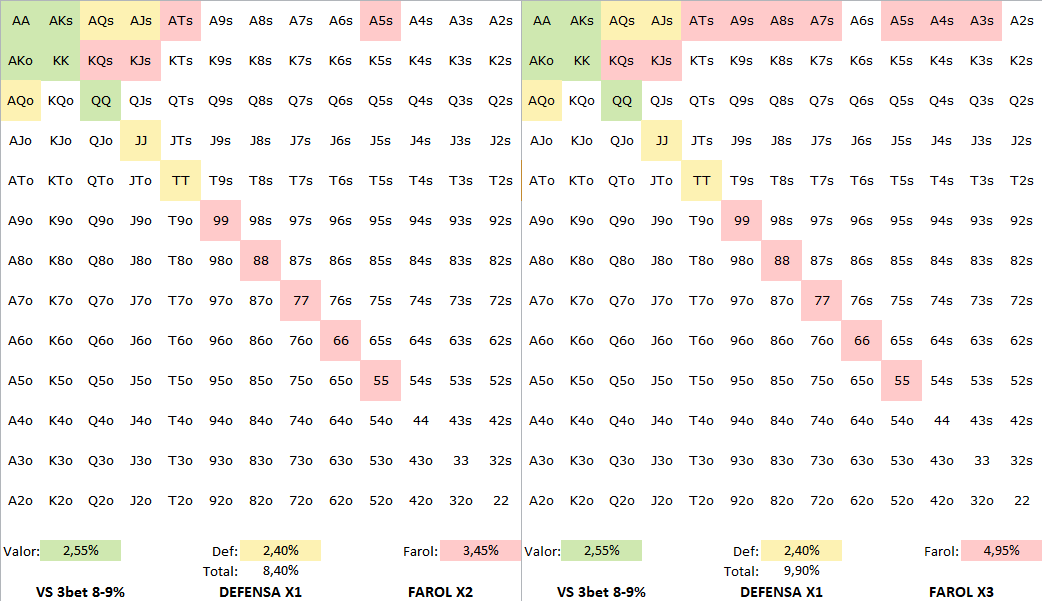 AA AKs AQs AJs ATs A9s A8s A7s A6s A5s A4s A3s A2s AA AKs AQs AJs ATs A9s A8s A7s A6s A5s A4s A3s A2s
AKo KK KQs KJs KTs K9s K8s K7s K6s K5s K4s K3s K2s AKo KK KQs KJs KTs K9s K8s K7s K6s K5s K4s K3s K2s
AQo KQo QQ QJs QTs Q9s Q8s Q7s Q6s Q5s Q4s Q3s Q2s AQo KQo QQ QJs QTs Q9s Q8s Q7s Q6s Q5s Q4s Q3s Q2s
AJo KJo QJo JJ JTs J9s J8s J7s J6s J5s J4s J3s J2s AJo KJo QJo JJ JTs J9s J8s J7s J6s J5s J4s J3s J2s
ATo KTo QTo JTo TT T9s T8s T7s T6s T5s T4s T3s T2s ATo KTo QTo JTo TT T9s T8s T7s T6s T5s T4s T3s T2s
A9o K9o Q9o J9o T9o 99 98s 97s 96s 95s 94s 93s 92s A9o K9o Q9o J9o T9o 99 98s 97s 96s 95s 94s 93s 92s
A8o K8o Q8o J8o T8o 98o 88 87s 86s 85s 84s 83s 82s A8o K8o Q8o J8o T8o 98o 88 87s 86s 85s 84s 83s 82s
A7o K7o Q7o J7o T7o 97o 87o 77 76s 75s 74s 73s 72s A7o K7o Q7o J7o T7o 97o 87o 77 76s 75s 74s 73s 72s
A6o K6o Q6o J6o T6o 96o 86o 76o 66 65s 64s 63s 62s A6o K6o Q6o J6o T6o 96o 86o 76o 66 65s 64s 63s 62s
A5o K5o Q5o J5o T5o 95o 85o 75o 65o 55 54s 53s 52s A5o K5o Q5o J5o T5o 95o 85o 75o 65o 55 54s 53s 52s
A4o K4o Q4o J4o T4o 94o 84o 74o 64o 54o 44 43s 42s A4o K4o Q4o J4o T4o 94o 84o 74o 64o 54o 44 43s 42s
A3o K3o Q3o J3o T3o 93o 83o 73o 63o 53o 43o 33 32s A3o K3o Q3o J3o T3o 93o 83o 73o 63o 53o 43o 33 32s
A2o K2o Q2o J2o T2o 92o 82o 72o 62o 52o 42o 32o 22 A2o K2o Q2o J2o T2o 92o 82o 72o 62o 52o 42o 32o 22
Valor: 2,55% Def: 2,40% Farol: 3,45% Valor: 2,55% Def: 2,40% Farol: 4,95%
Total: 8,40% Total: 9,90%
VS 3bet 8-9% DEFENSA X1 FAROL X2 VS 3bet 8-9% DEFENSA X1 FAROL X3